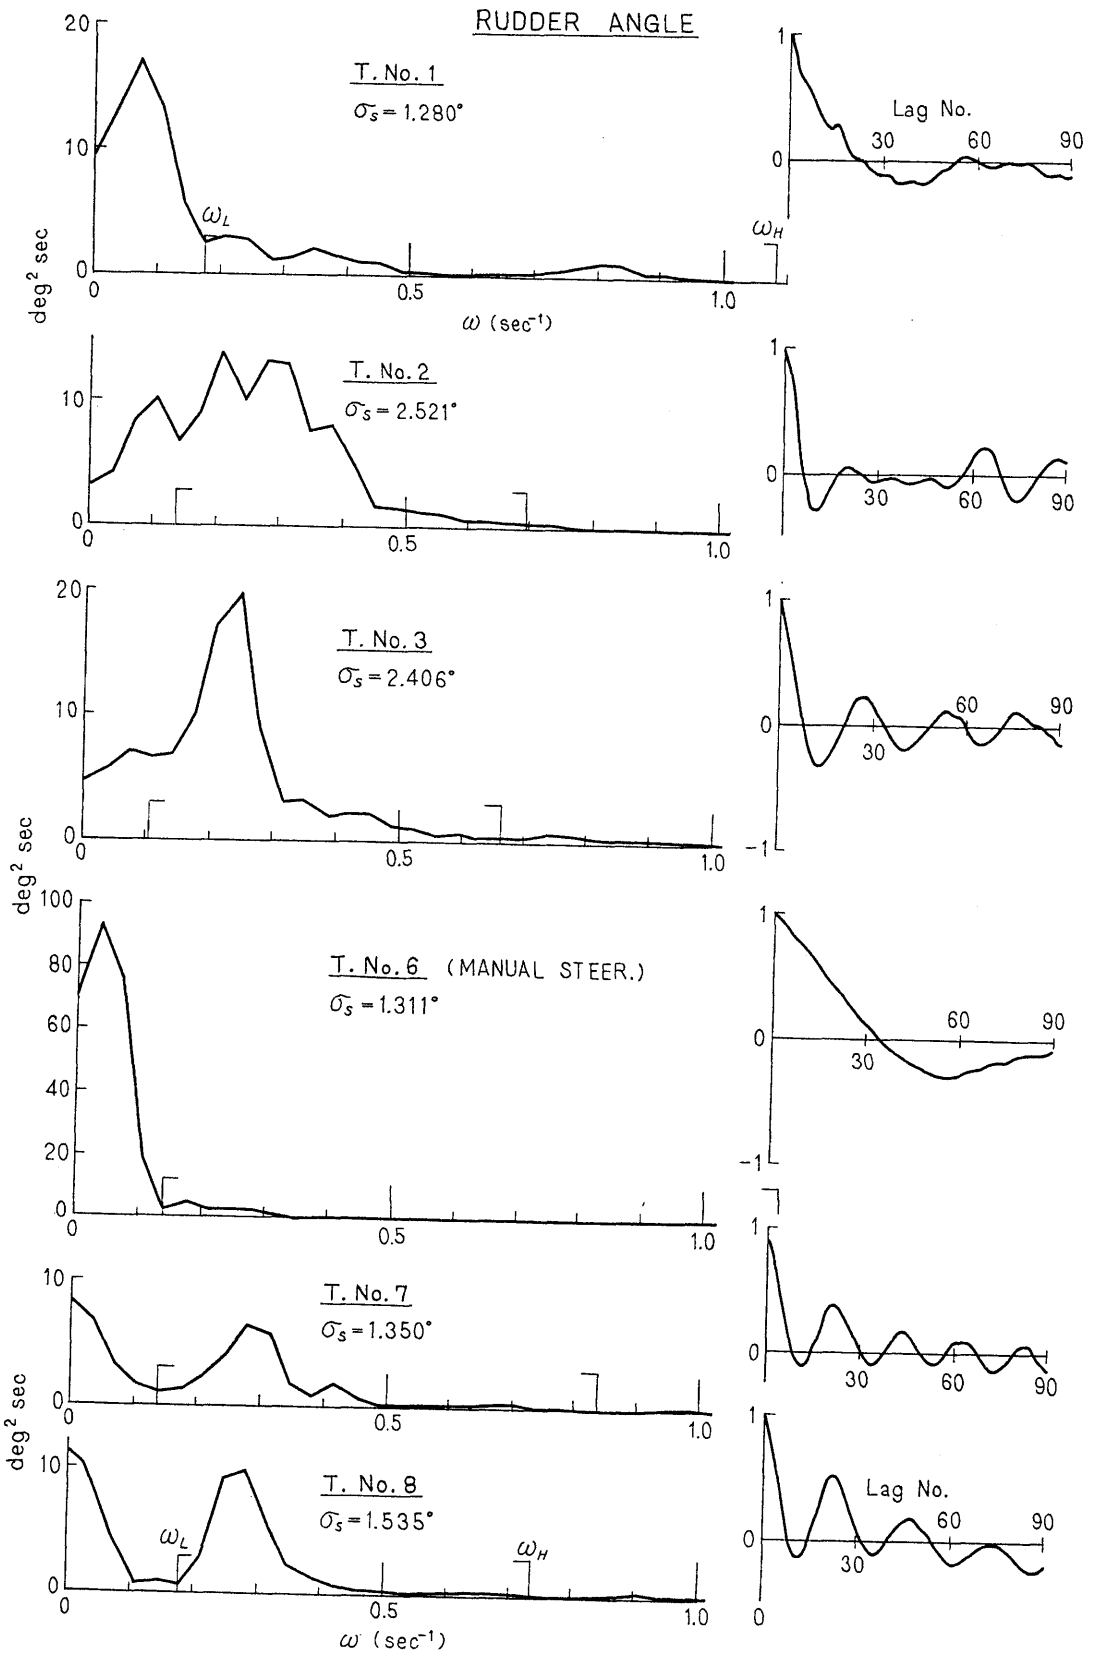 RUDDER ANGLE
20
10
0
deg² sec
T. No. 1
σs = 1.280°
ωL
ωH
0 0.5 1.0
ω (sec⁻¹)
1
0
Lag No.
30 60 90
10
0
T. No. 2
σs = 2.521°
0 0.5 1.0
1
0
30 60 90
20
10
0
T. No. 3
σs = 2.406°
0 0.5 1.0
deg² sec
1
0
-1
30 60 90
100
80
60
40
20
0
T. No. 6 (MANUAL STEER.)
σs = 1.311°
0 0.5 1.0
1
0
-1
30 60 90
10
0
T. No. 7
σs = 1.350°
0 0.5 1.0
deg² sec
1
0
30 60 90
10
0
T. No. 8
σs = 1.535°
ωL
ωH
0 0.5 1.0
ω (sec⁻¹)
1
0
Lag No.
30 60 90
0